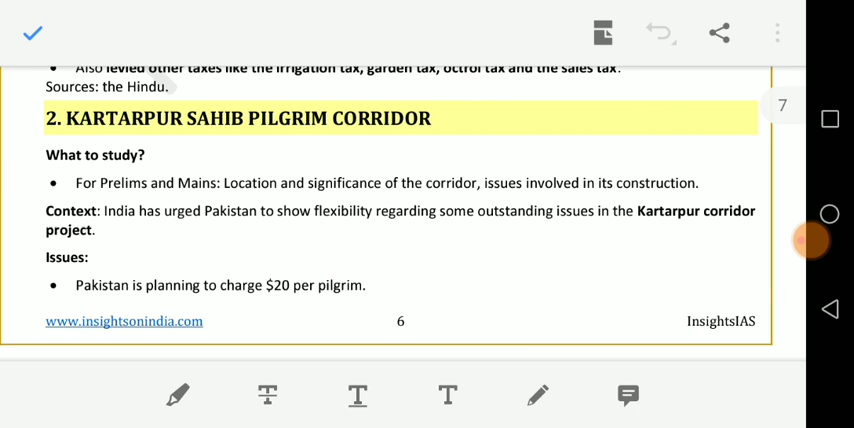 Also levied other taxes like the irrigation tax, garden tax, octroi tax and the sales tax.
Sources: the Hindu.
7
2. KARTARPUR SAHIB PILGRIM CORRIDOR
What to study?
• For Prelims and Mains: Location and significance of the corridor, issues involved in its construction.
Context: India has urged Pakistan to show flexibility regarding some outstanding issues in the Kartarpur corridor
project.
Issues:
• Pakistan is planning to charge $20 per pilgrim.
www.insightsonindia.com 6 InsightsIAS